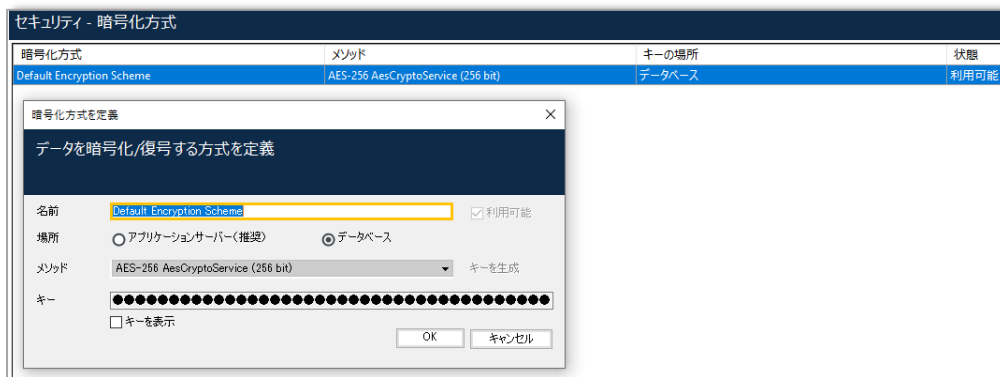 セキュリティ - 暗号化方式
暗号化方式 メソッド キーの場所 状態
Default Encryption Scheme AES-256 AesCryptoService (256 bit) データベース 利用可能
暗号化方式を定義
データを暗号化/復号する方式を定義
名前 Default Encryption Scheme 利用可能
場所 アプリケーションサーバー(推奨) データベース
メソッド AES-256 AesCryptoService (256 bit) キーを生成
キー ●●●●●●●●●●●●●●●●●●●●●●●●●●●●●●●●●●●●●●●●
キーを表示
OK キャンセル